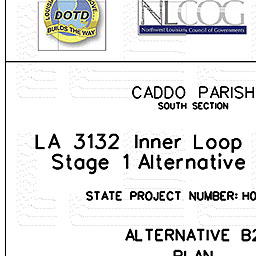 DOTD
BUILDS THE WAY
NLCOG
Northwest Louisiana Council of Governments
CADDO PARISH
SOUTH SECTION
LA 3132 Inner Loop
Stage 1 Alternative
STATE PROJECT NUMBER: HO
ALTERNATIVE B2
PLAN